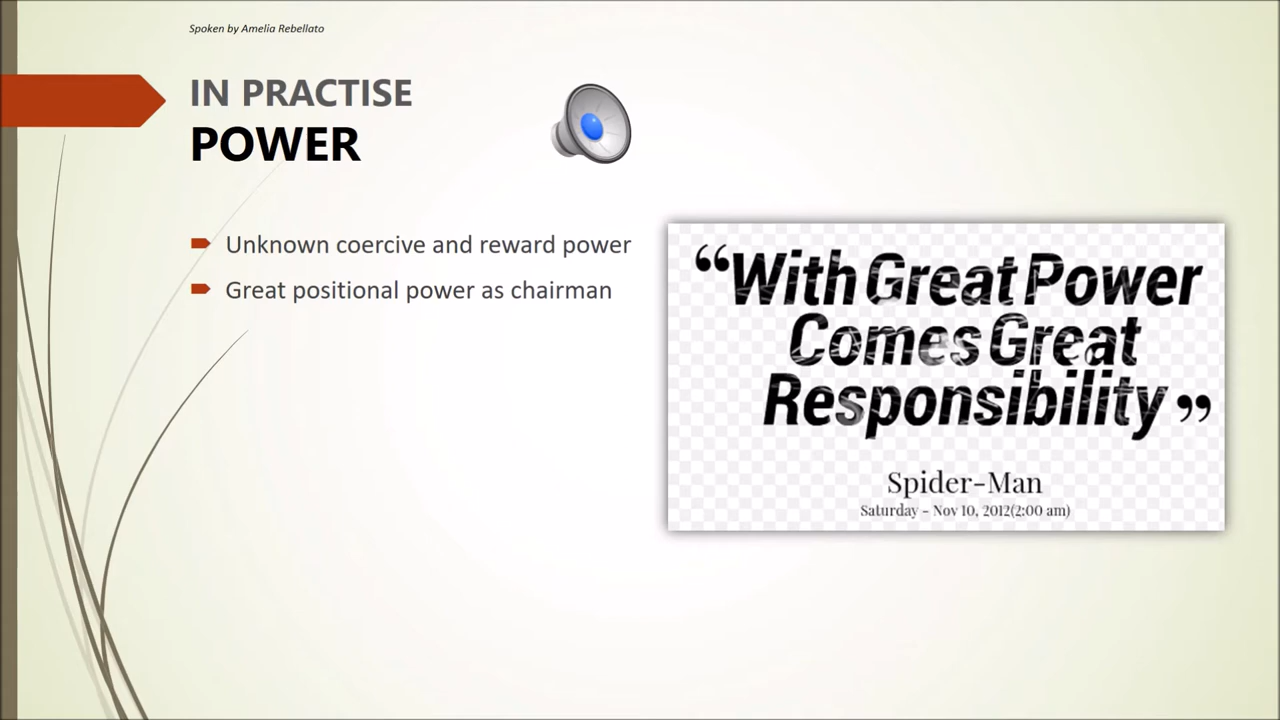 Spoken by Amelia Rebellato
IN PRACTISE
POWER
Unknown coercive and reward power
Great positional power as chairman
“With Great Power
Comes Great
Responsibility”
Spider-Man
Saturday - Nov 10, 2012(2:00 am)